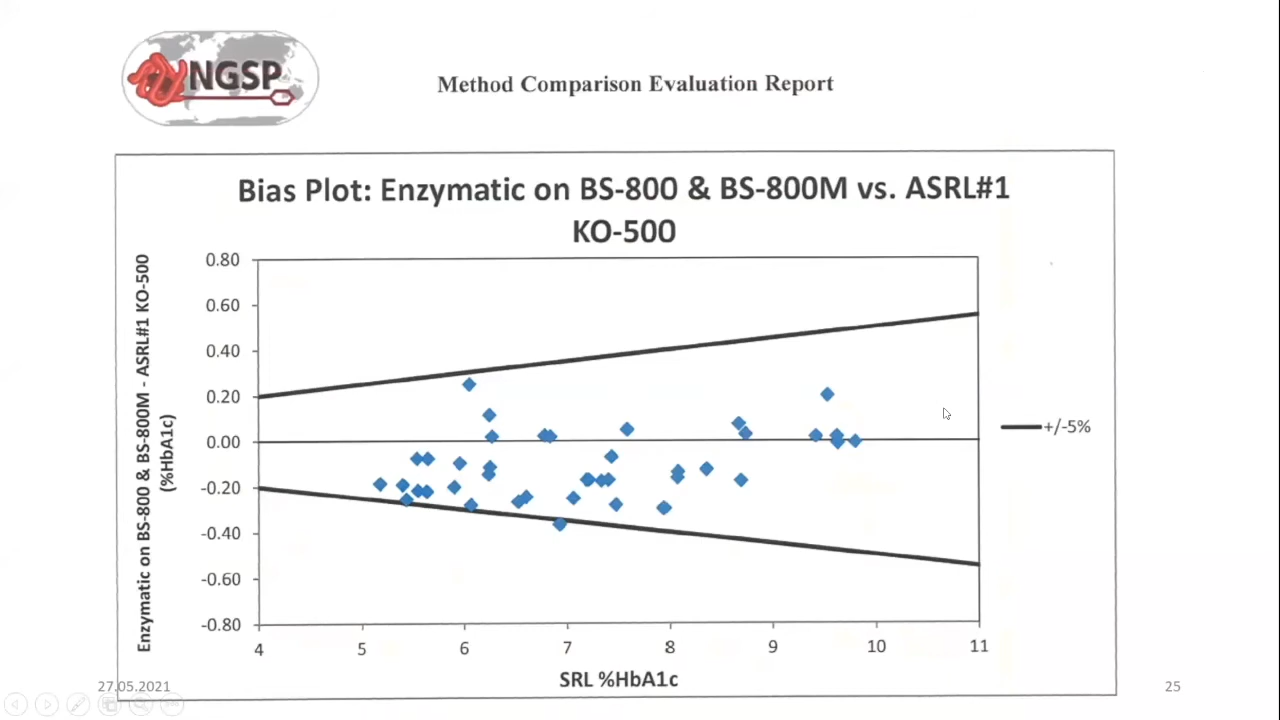 NGSP
Method Comparison Evaluation Report
Bias Plot: Enzymatic on BS-800 & BS-800M vs. ASRL#1
KO-500
Enzymatic on BS-800 & BS-800M - ASRL#1 KO-500
(%HbA1c)
0.80
0.60
0.40
0.20
0.00
-0.20
-0.40
-0.60
-0.80
+/-5%
4 5 6 7 8 9 10 11
SRL %HbA1c
27.05.2021
25